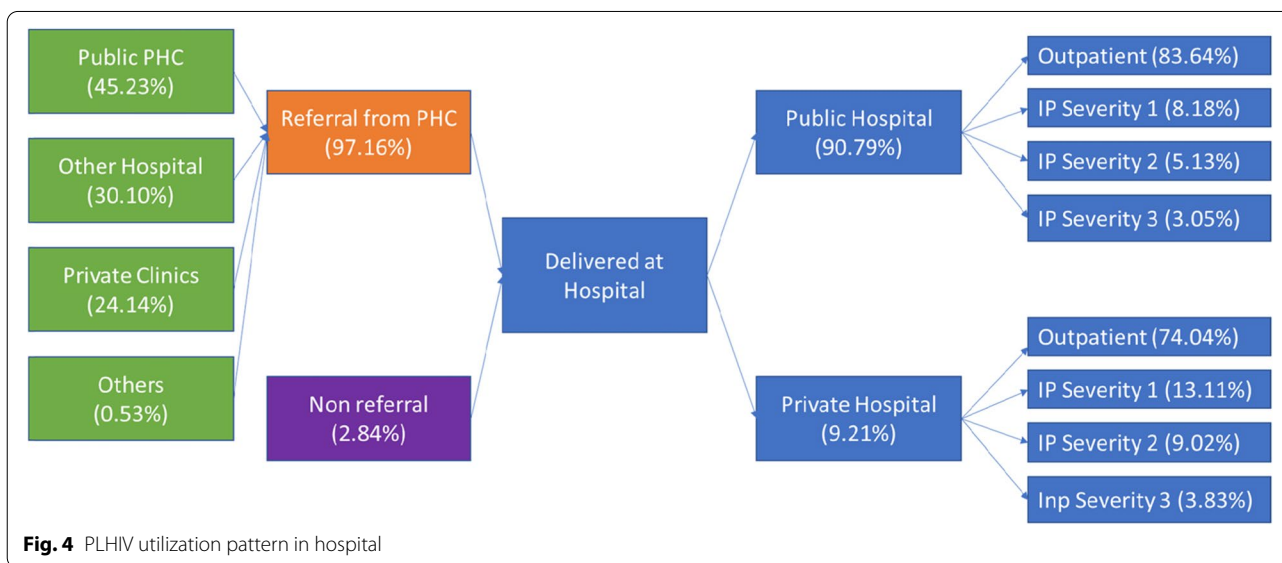 Public PHC
(45.23%)
Other Hospital
(30.10%)
Private Clinics
(24.14%)
Others
(0.53%)
Referral from PHC
(97.16%)
Non referral
(2.84%)
Delivered at
Hospital
Public Hospital
(90.79%)
Private Hospital
(9.21%)
Outpatient (83.64%)
IP Severity 1 (8.18%)
IP Severity 2 (5.13%)
IP Severity 3 (3.05%)
Outpatient (74.04%)
IP Severity 1 (13.11%)
IP Severity 2 (9.02%)
Inp Severity 3 (3.83%)
Fig. 4 PLHIV utilization pattern in hospital